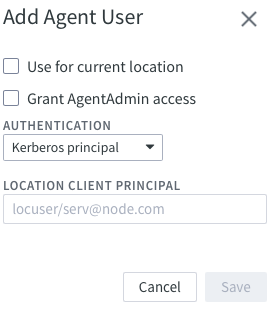 Add Agent User
Use for current location
Grant AgentAdmin access
AUTHENTICATION
Kerberos principal
LOCATION CLIENT PRINCIPAL
locuser/serv@node.com
Cancel Save